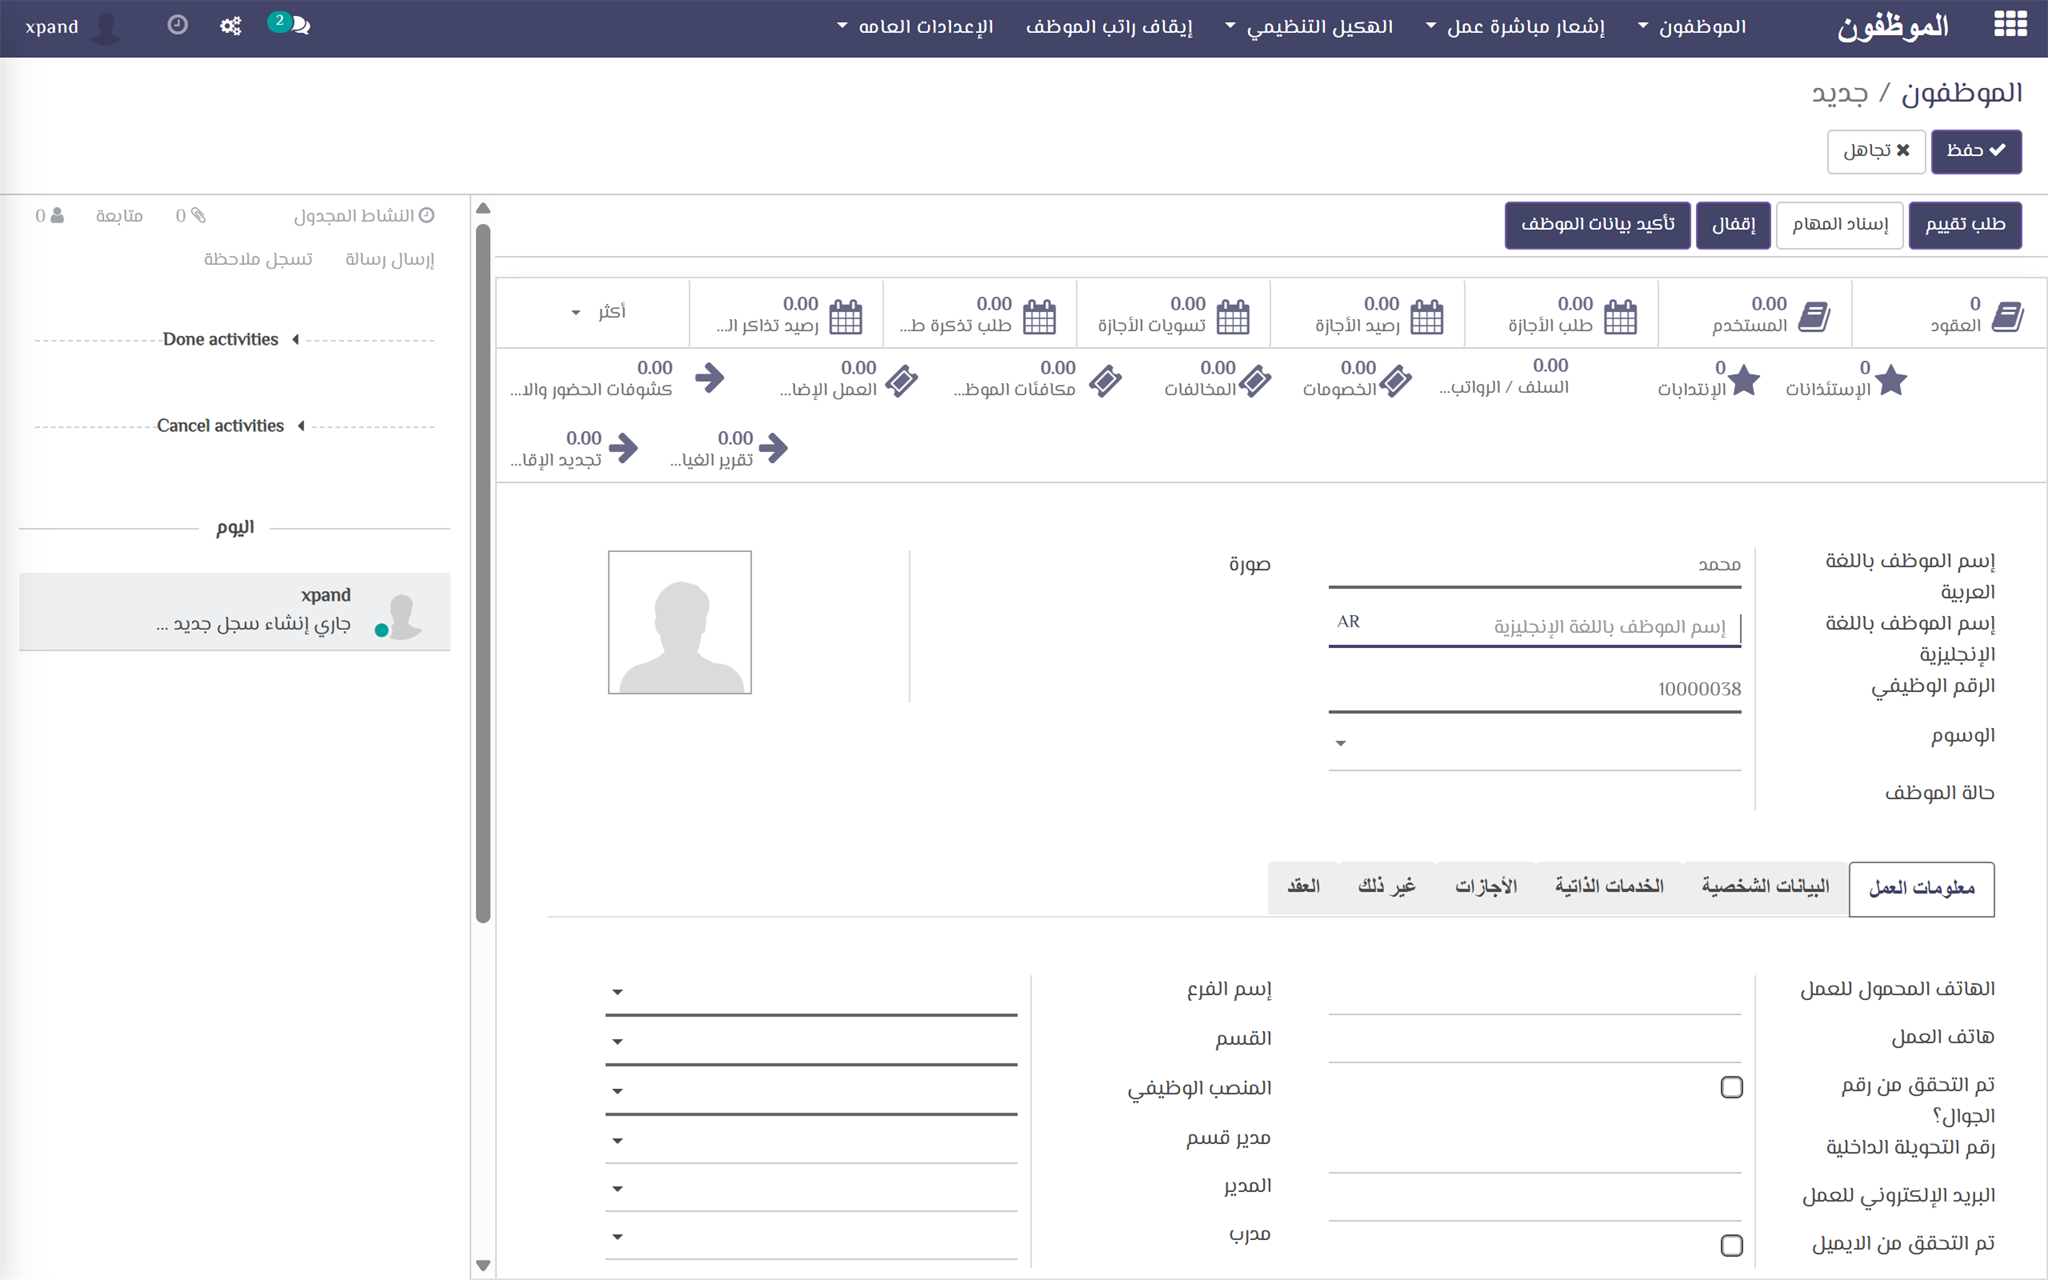 الموظفون
الموظفون
إشعار مباشرة عمل
الهكيل التنظيمي
إيقاف راتب الموظف
الإعدادات العامه
2
xpand
الموظفون / جديد
حفظ
تجاهل
طلب تقييم
إسناد المهام
إقفال
تأكيد بيانات الموظف
0
العقود
0.00
المستخدم
0.00
طلب الأجازة
0.00
رصيد الأجازة
0.00
تسويات الأجازة
0.00
طلب تذكرة ط...
0.00
رصيد تذاكر ال...
أكثر
0
الإستئذانات
0
الإنتدابات
0.00
السلف / الرواتب...
0.00
الخصومات
0.00
المخالفات
0.00
مكافئات الموظ...
0.00
العمل الإضا...
0.00
كشوفات الحضور والا...
0.00
تقرير الغيا...
0.00
تجديد الإقا...
إسم الموظف باللغة
العربية
محمد
إسم الموظف باللغة
الإنجليزية
إسم الموظف باللغة الإنجليزية
AR
الرقم الوظيفي
10000038
الوسوم
حالة الموظف
صورة
معلومات العمل
البيانات الشخصية
الخدمات الذاتية
الأجازات
غير ذلك
العقد
الهاتف المحمول للعمل
هاتف العمل
تم التحقق من رقم
الجوال؟
رقم التحويلة الداخلية
البريد الإلكتروني للعمل
تم التحقق من الايميل
إسم الفرع
القسم
المنصب الوظيفي
مدير قسم
المدير
مدرب
النشاط المجدول
0
متابعة
0
إرسال رسالة
تسجل ملاحظة
Done activities
Cancel activities
اليوم
xpand
جاري إنشاء سجل جديد ...